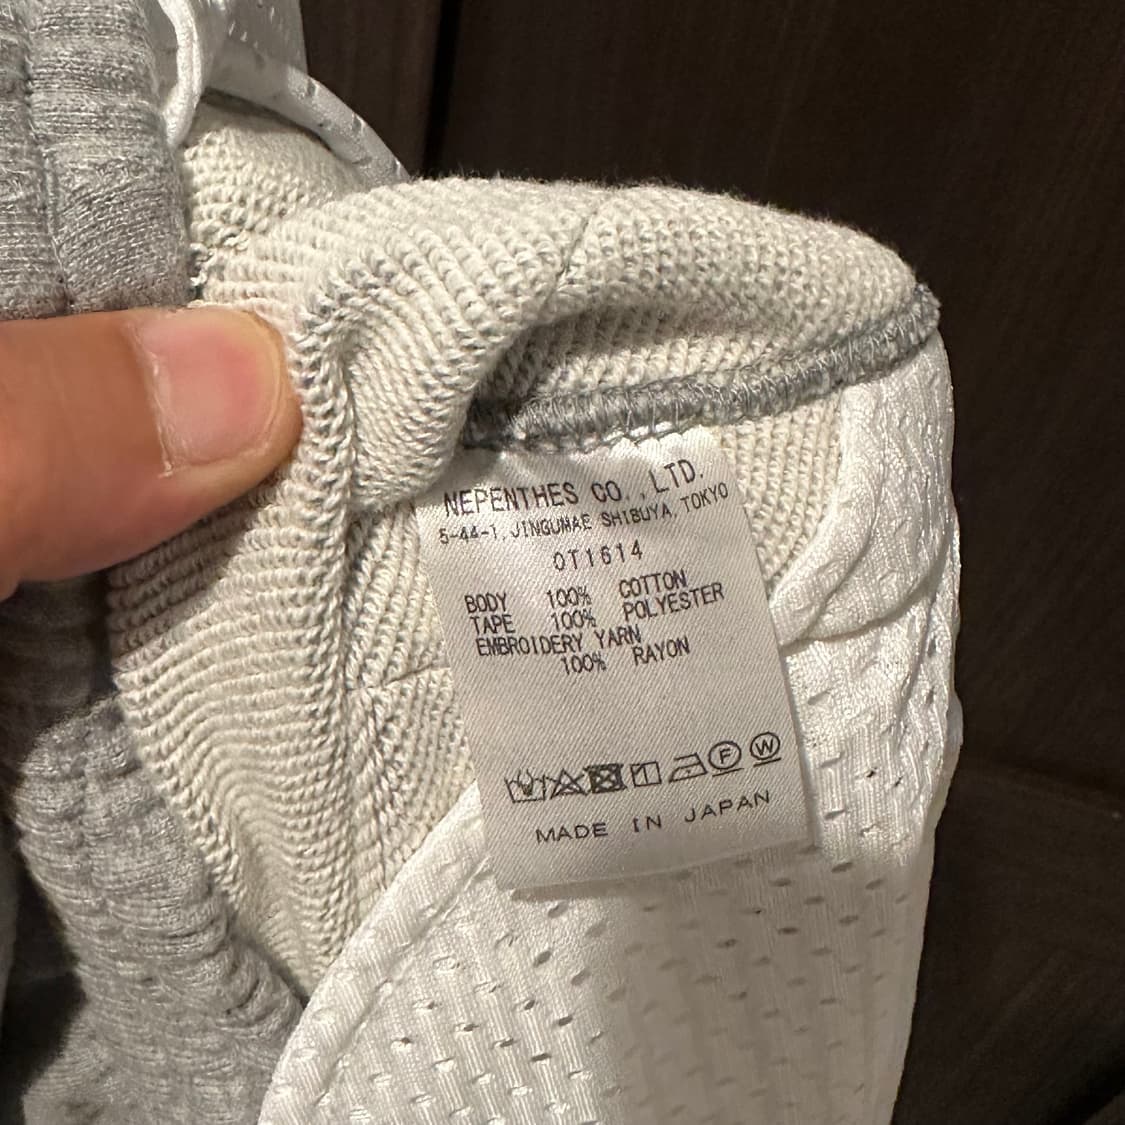 NEPENTHES CO.,LTD.
5-44-1,JINGUMAE SHIBUYA,TOKYO
OT1614
BODY 100% COTTON
TAPE 100% POLYESTER
EMBROIDERY YARN
100% RAYON
F W
MADE IN JAPAN